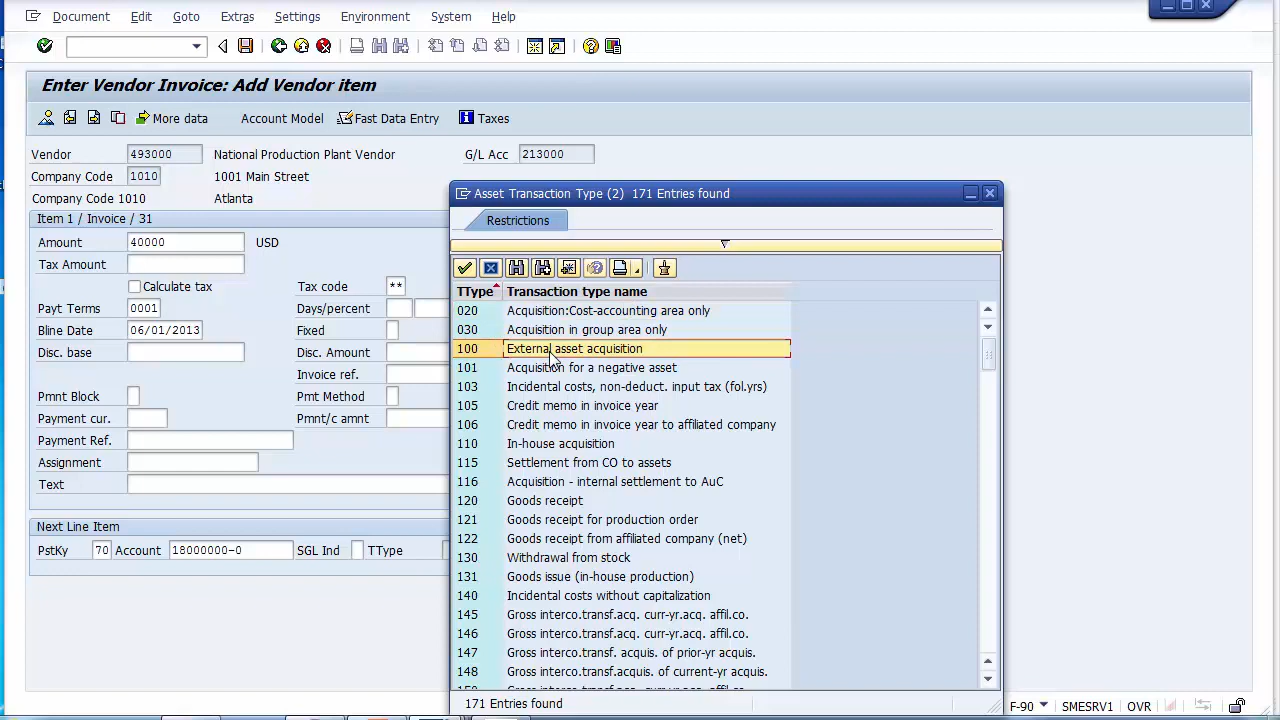 Document Edit Goto Extras Settings Environment System Help
Enter Vendor Invoice: Add Vendor item
More data Account Model Fast Data Entry Taxes
Vendor 493000 National Production Plant Vendor G/L Acc 213000
Company Code 1010 1001 Main Street
Company Code 1010 Atlanta
Item 1 / Invoice / 31
Amount 40000 USD
Tax Amount
Calculate tax Tax code **
Payt Terms 0001 Days/percent
Bline Date 06/01/2013 Fixed
Disc. base Disc. Amount
Invoice ref.
Pmnt Block Pmt Method
Payment cur. Pmnt/c amnt
Payment Ref.
Assignment
Text
Next Line Item
PstKy 70 Account 18000000-0 SGL Ind TType
Asset Transaction Type (2) 171 Entries found
Restrictions
TType Transaction type name
020 Acquisition:Cost-accounting area only
030 Acquisition in group area only
100 External asset acquisition
101 Acquisition for a negative asset
103 Incidental costs, non-deduct. input tax (fol.yrs)
105 Credit memo in invoice year
106 Credit memo in invoice year to affiliated company
110 In-house acquisition
115 Settlement from CO to assets
116 Acquisition - internal settlement to AuC
120 Goods receipt
121 Goods receipt for production order
122 Goods receipt from affiliated company (net)
130 Withdrawal from stock
131 Goods issue (in-house production)
140 Incidental costs without capitalization
145 Gross interco.transf.acq. curr-yr.acq. affil.co.
146 Gross interco.transf.acq. curr-yr.acq. affil.co.
147 Gross interco.transf. acquis. of prior-yr acquis.
148 Gross interco.transf.acquis. of current-yr acquis.
171 Entries found
F-90 SMESRV1 OVR